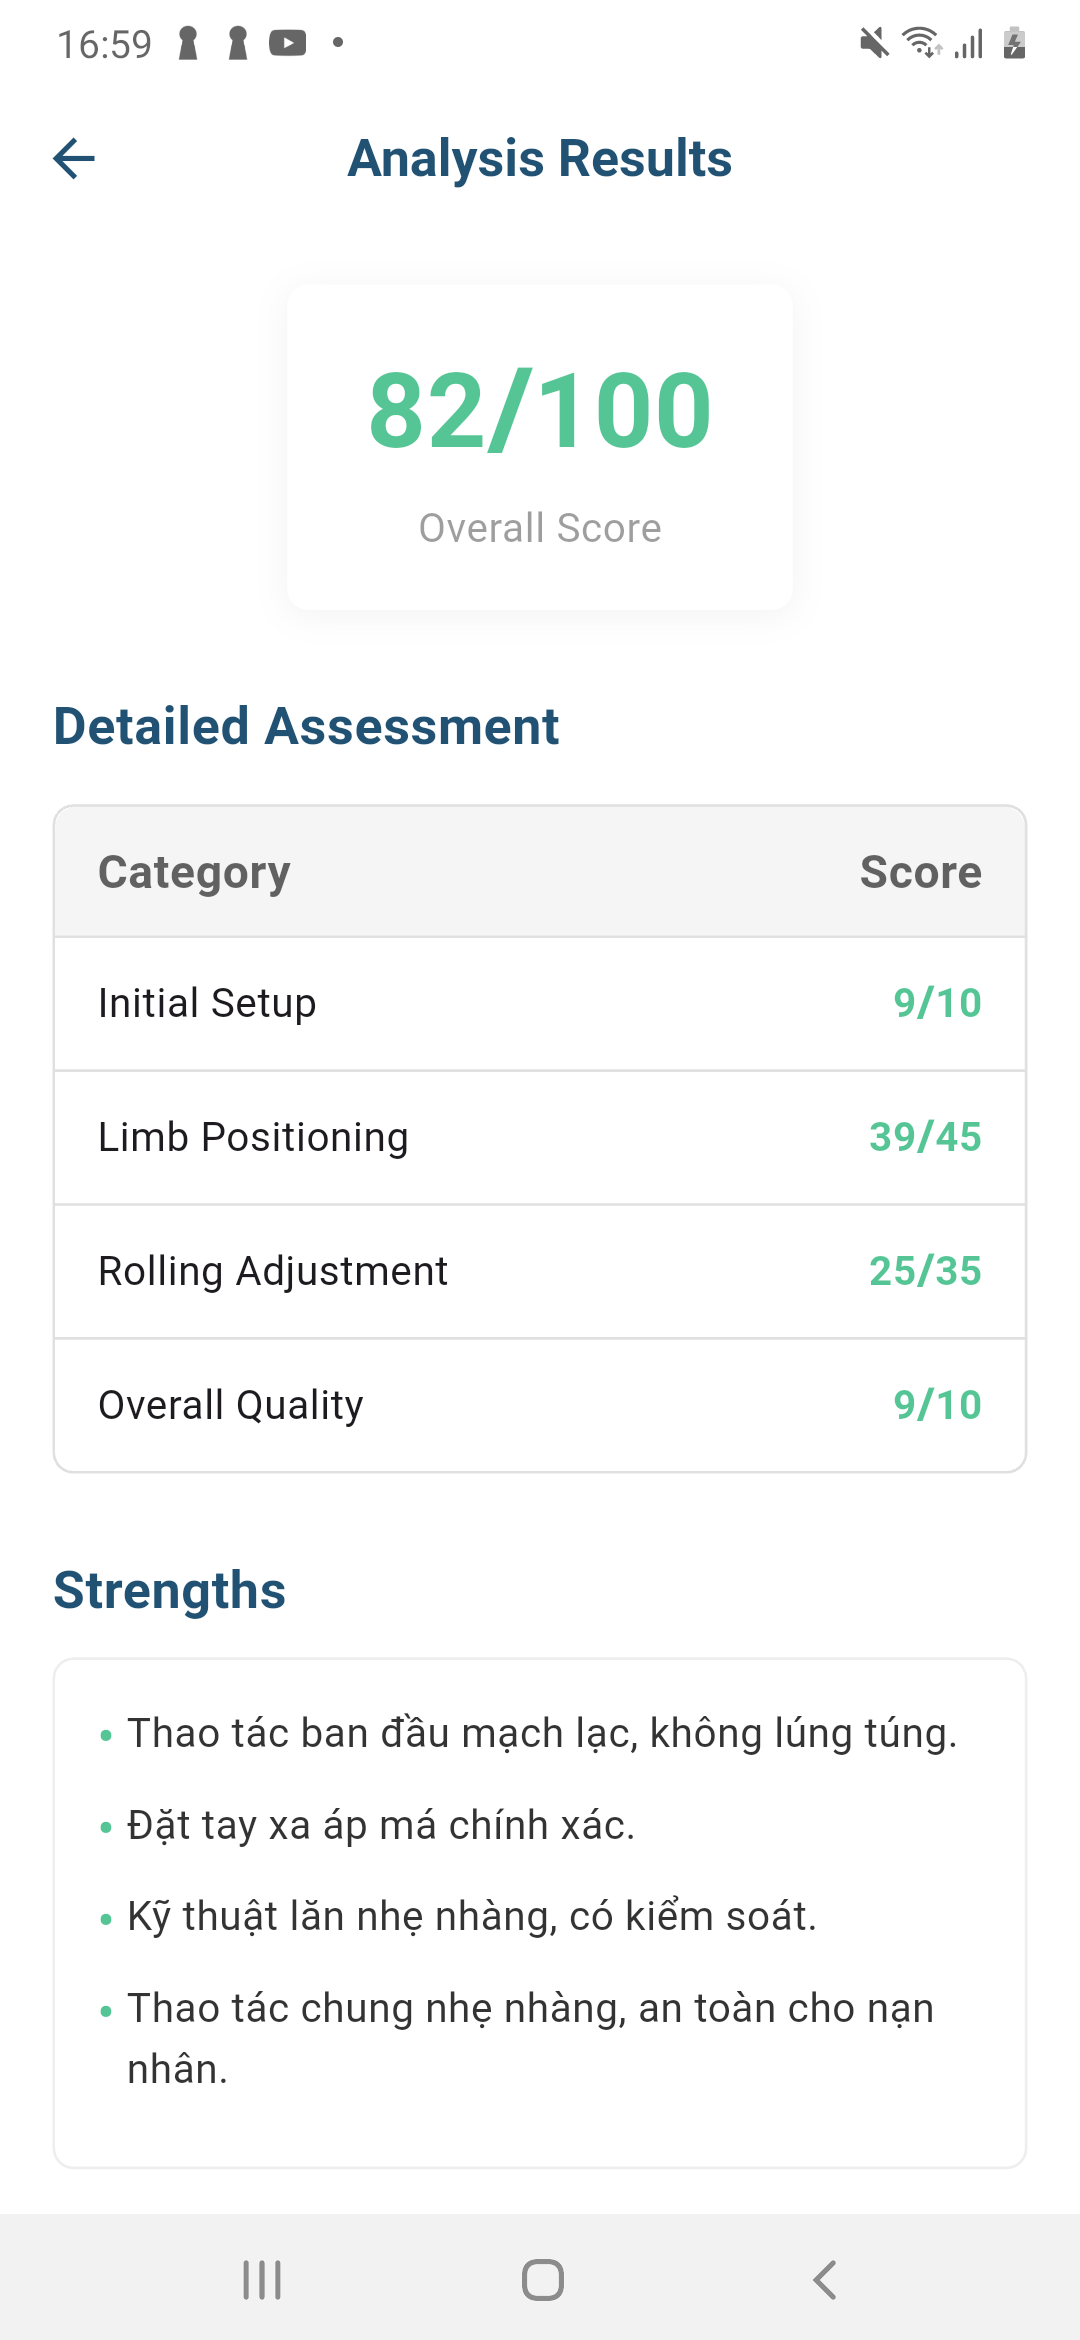 16:59
Analysis Results
82/100
Overall Score
Detailed Assessment
Category Score
Initial Setup 9/10
Limb Positioning 39/45
Rolling Adjustment 25/35
Overall Quality 9/10
Strengths
• Thao tác ban đầu mạch lạc, không lúng túng.
• Đặt tay xa áp má chính xác.
• Kỹ thuật lăn nhẹ nhàng, có kiểm soát.
• Thao tác chung nhẹ nhàng, an toàn cho nạn
nhân.